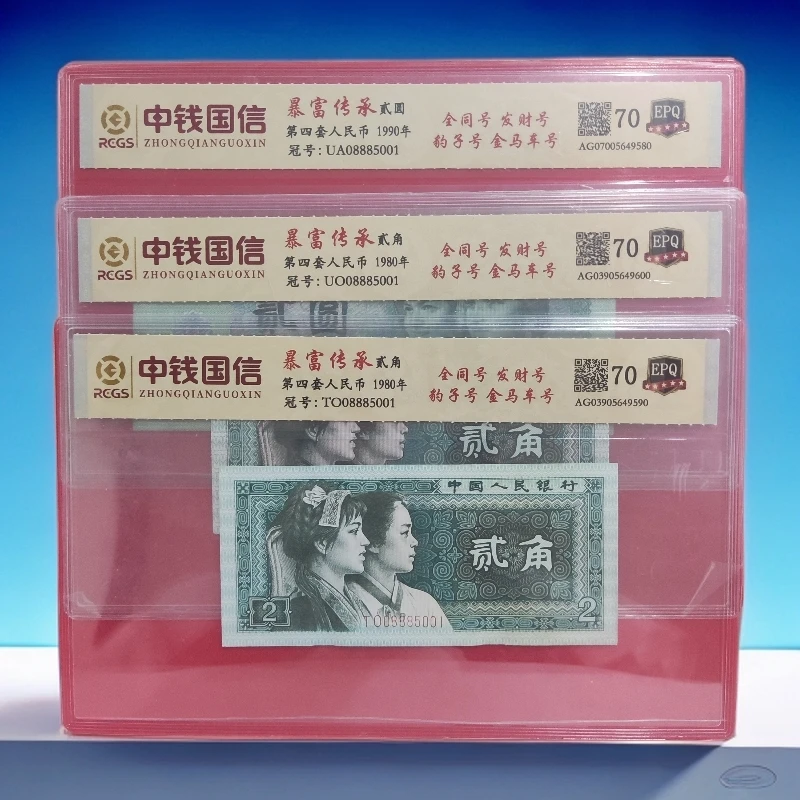 中钱国信
RCGS ZHONGQIANGUOXIN
暴富传承贰圆
第四套人民币 1990年
冠号:UA08885001
全同号 发财号
豹子号 金马车号
70
EPQ
AG07005649580
中钱国信
RCGS ZHONGQIANGUOXIN
暴富传承贰角
第四套人民币 1980年
冠号:UO08885001
全同号 发财号
豹子号 金马车号
70
EPQ
AG03905649600
贰圆
中钱国信
RCGS ZHONGQIANGUOXIN
暴富传承贰角
第四套人民币 1980年
冠号:TO08885001
全同号 发财号
豹子号 金马车号
70
EPQ
AG03905649590
贰角
中国人民银行
贰角
2
TO08885001
2